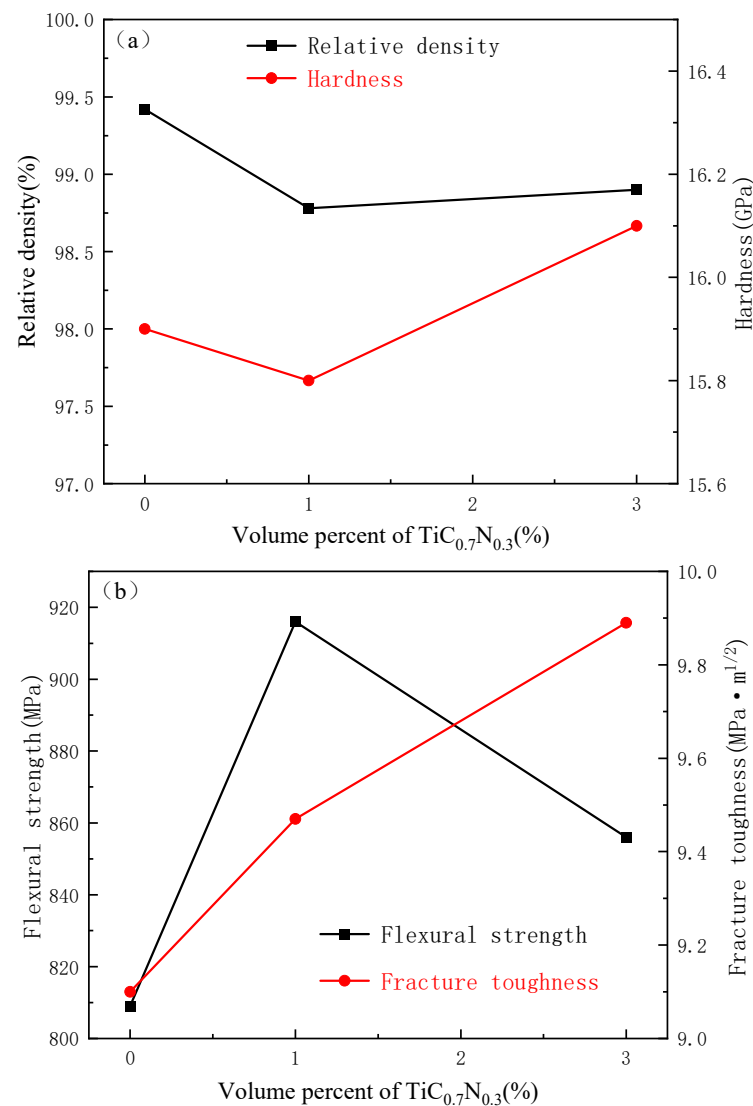 (a)
Relative density
Hardness
100.0
99.5
99.0
98.5
98.0
97.5
97.0
Relative density(%)
16.4
16.2
16.0
15.8
15.6
Hardness(GPa)
0 1 2 3
Volume percent of TiC0.7N0.3(%)
(b)
920
900
880
860
840
820
800
Flexural strength(MPa)
10.0
9.8
9.6
9.4
9.2
9.0
Fracture toughness(MPa·m1/2)
Flexural strength
Fracture toughness
0 1 2 3
Volume percent of TiC0.7N0.3(%)